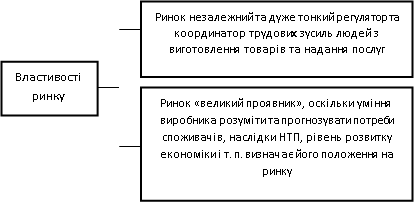 Ринок незалежний та дуже тонкий регулятор та
координатор трудових зусиль людей з
виготовлення товарів та надання послуг
Властивості
ринку
Ринок «великий проявник», оскільки уміння
виробника розуміти та прогнозувати потреби
споживачів, наслідки НТП, рівень розвитку
економіки і т. п. визначає його положення на
ринку